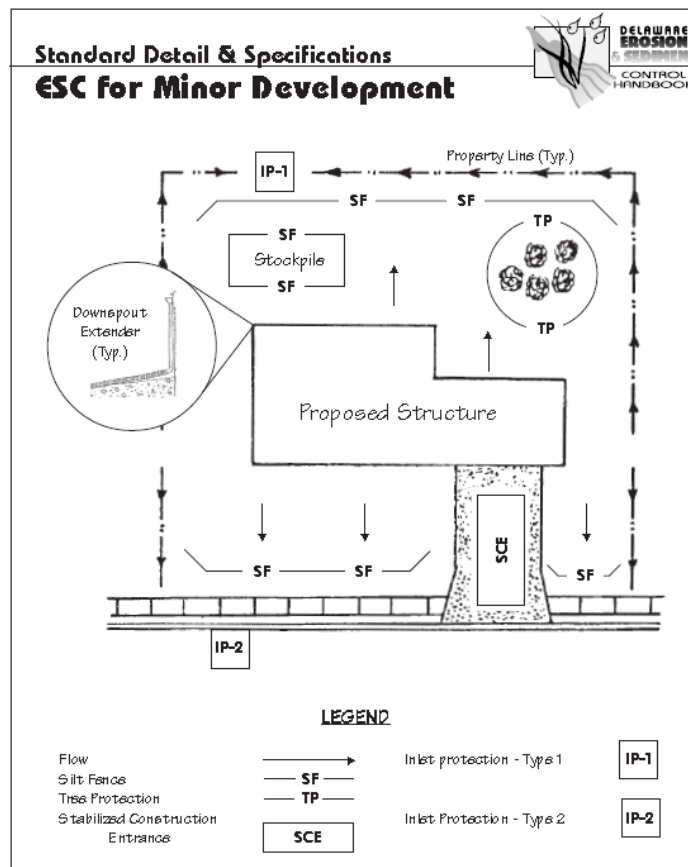 DELAWARE
EROSION
& SEDIMENT
CONTROL
HANDBOOK
Standard Detail & Specifications
ESC for Minor Development
IP-1
Property Line (Typ.)
SF SF
SF
Stockpile
SF
TP
TP
Downspout
Extender
(Typ.)
Proposed Structure
SCE
SF SF
SF
IP-2
LEGEND
Flow
Silt Fence SF
Tree Protection TP
Stabilized Construction
Entrance SCE
Inlet protection - Type 1 IP-1
Inlet Protection - Type 2 IP-2